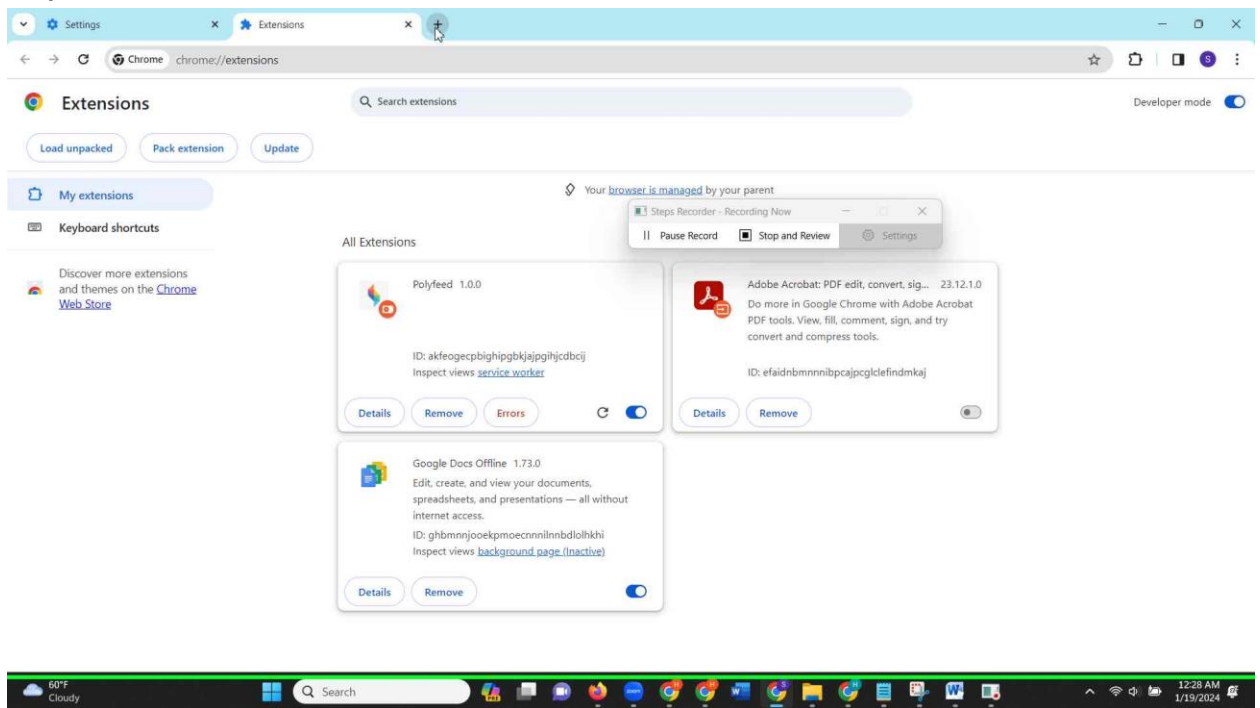 Settings
Extensions
Chrome
chrome://extensions
S
Extensions
Search extensions
Developer mode
Load unpacked
Pack extension
Update
My extensions
Keyboard shortcuts
Discover more extensions
and themes on the Chrome
Web Store
Your browser is managed by your parent
Steps Recorder - Recording Now
Pause Record
Stop and Review
Settings
All Extensions
Polyfeed 1.0.0
ID: akfeogecpbighipgbkjajpgihjcdbcij
Inspect views service worker
Details
Remove
Errors
Adobe Acrobat: PDF edit, convert, sig... 23.12.1.0
Do more in Google Chrome with Adobe Acrobat
PDF tools. View, fill, comment, sign, and try
convert and compress tools.
ID: efaidnbmnnnibpcajpcglclefindmkaj
Details
Remove
Google Docs Offline 1.73.0
Edit, create, and view your documents,
spreadsheets, and presentations — all without
internet access.
ID: ghbmnnjooekpmoecnnnilnnbdlolhkhi
Inspect views background page (Inactive)
Details
Remove
60°F
Cloudy
Search
12:28 AM
1/19/2024